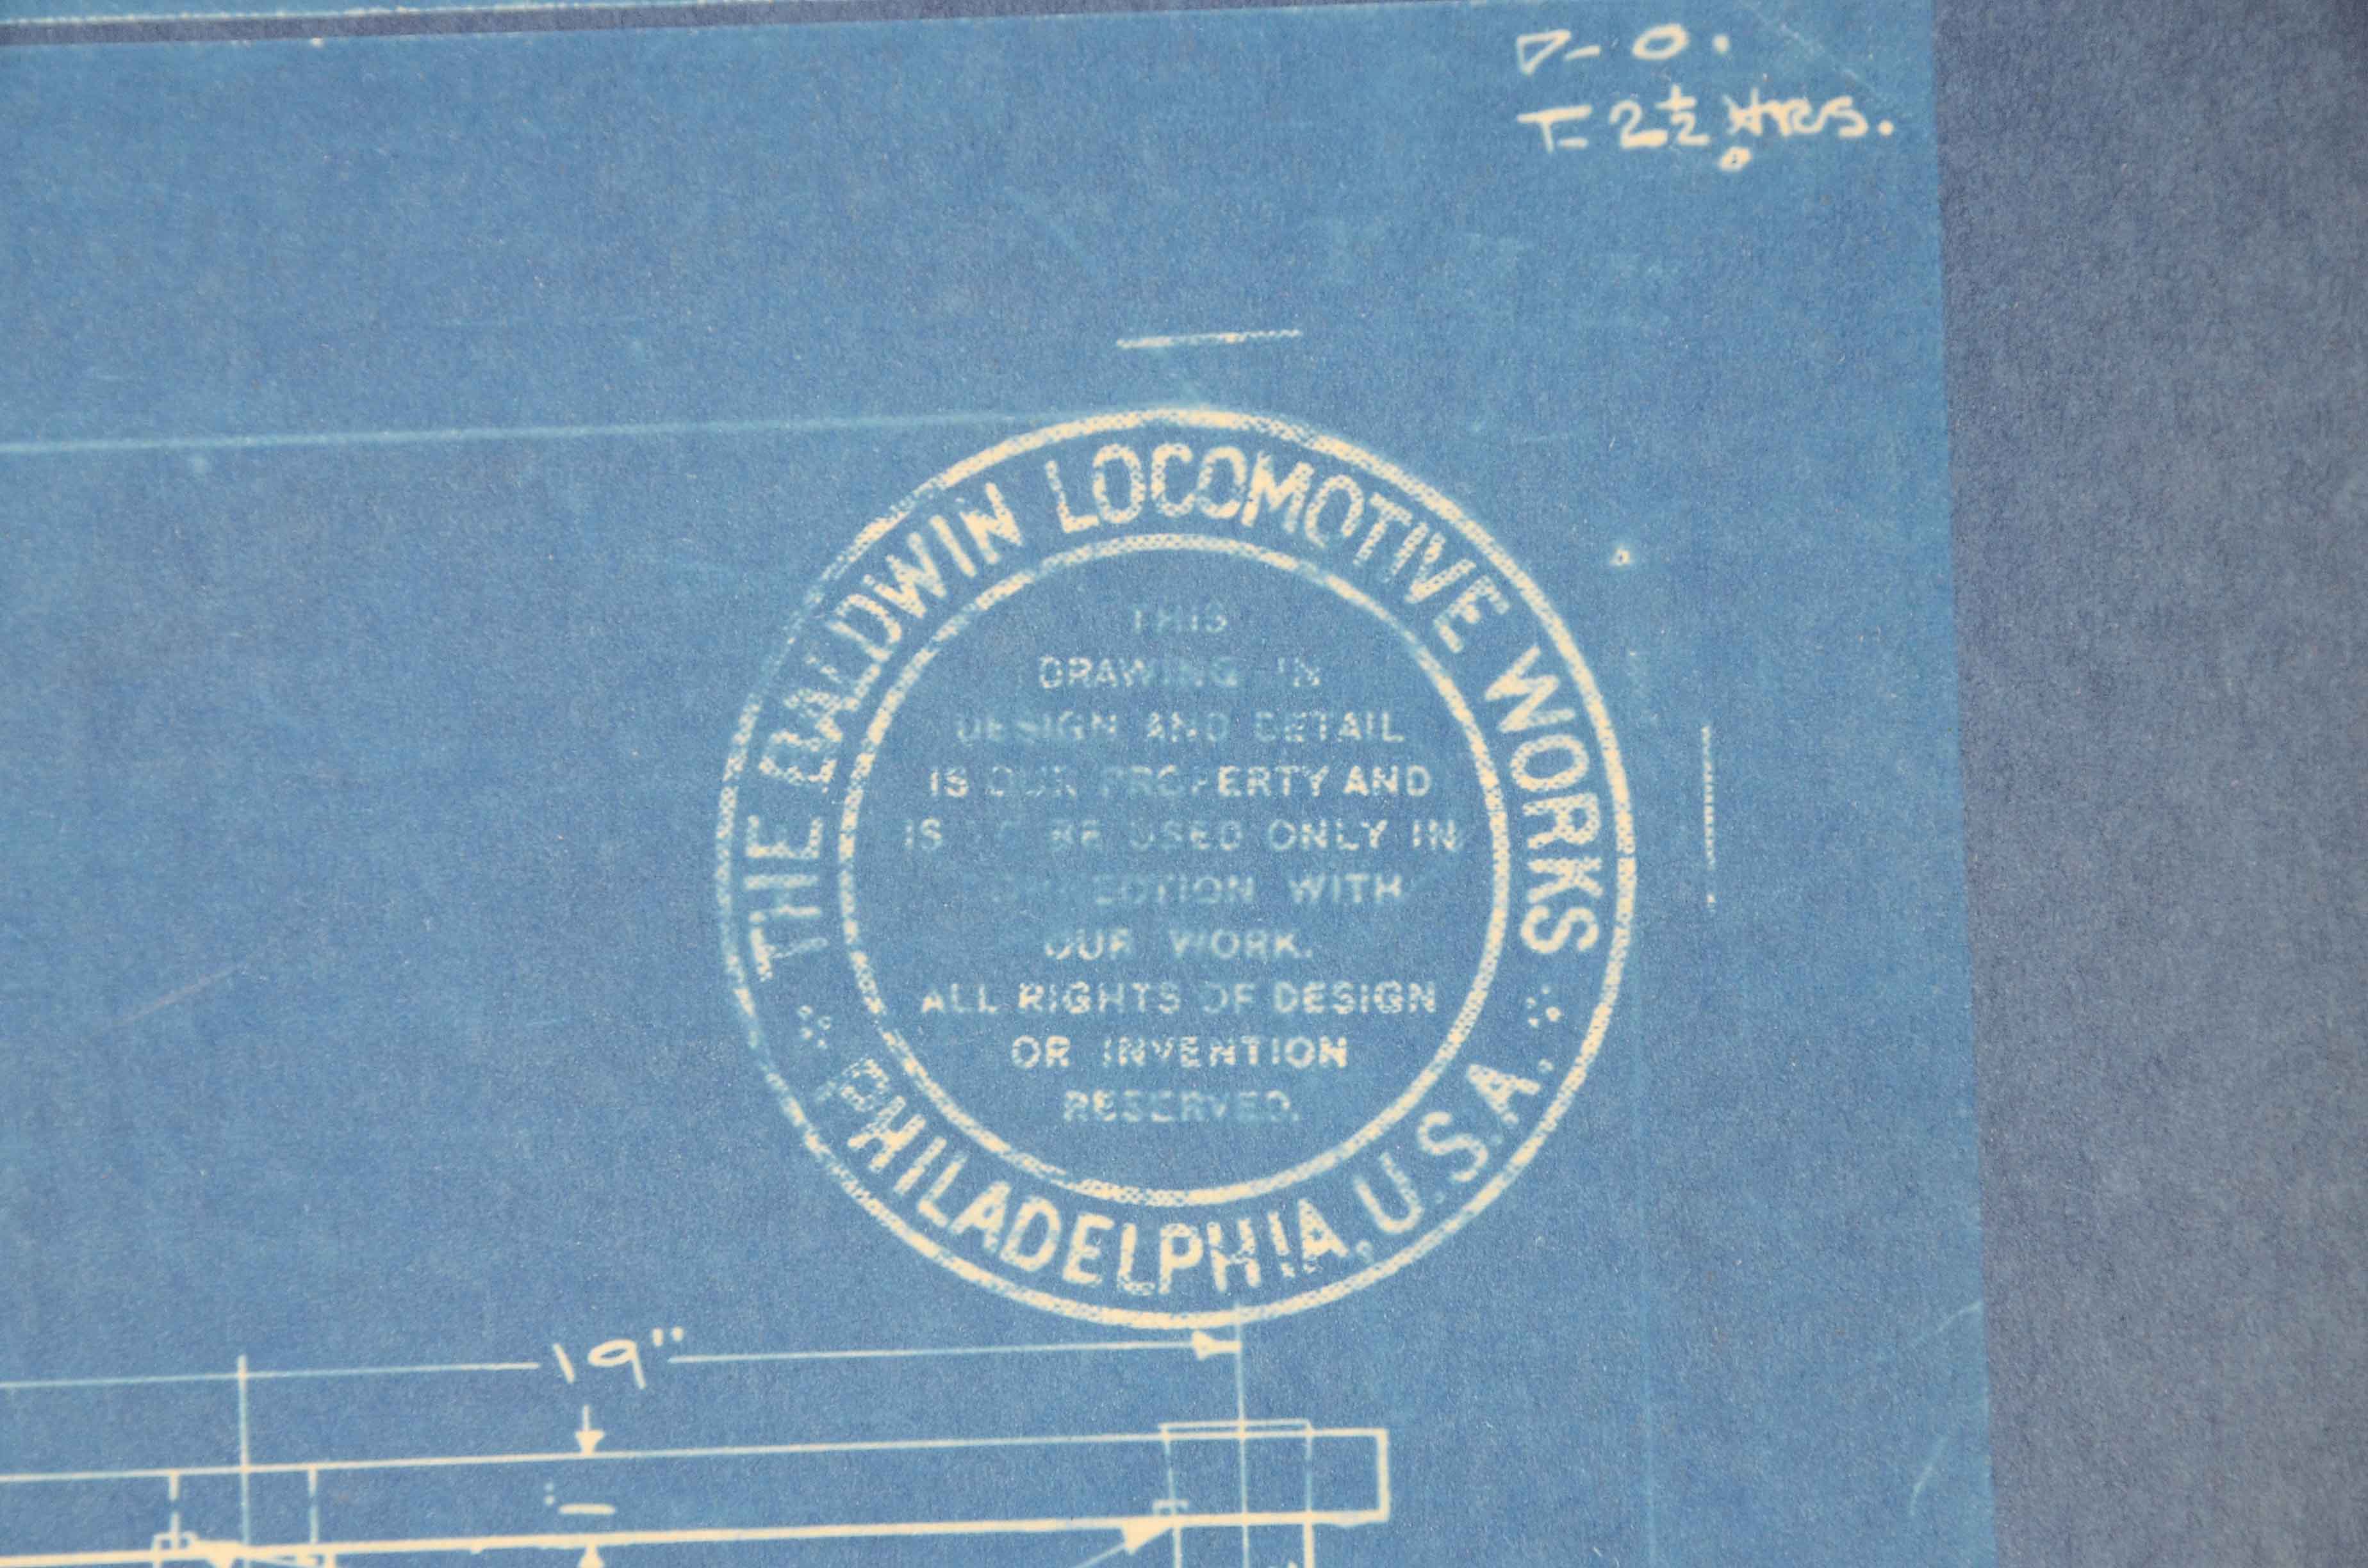 D-O.
T=2½ HRS.
THE BALDWIN LOCOMOTIVE WORKS
THIS
DRAWING IN
DESIGN AND DETAIL
IS OUR PROPERTY AND
IS TO BE USED ONLY IN
CONNECTION WITH
OUR WORK.
ALL RIGHTS OF DESIGN
OR INVENTION
RESERVED.
PHILADELPHIA, U.S.A.
19"